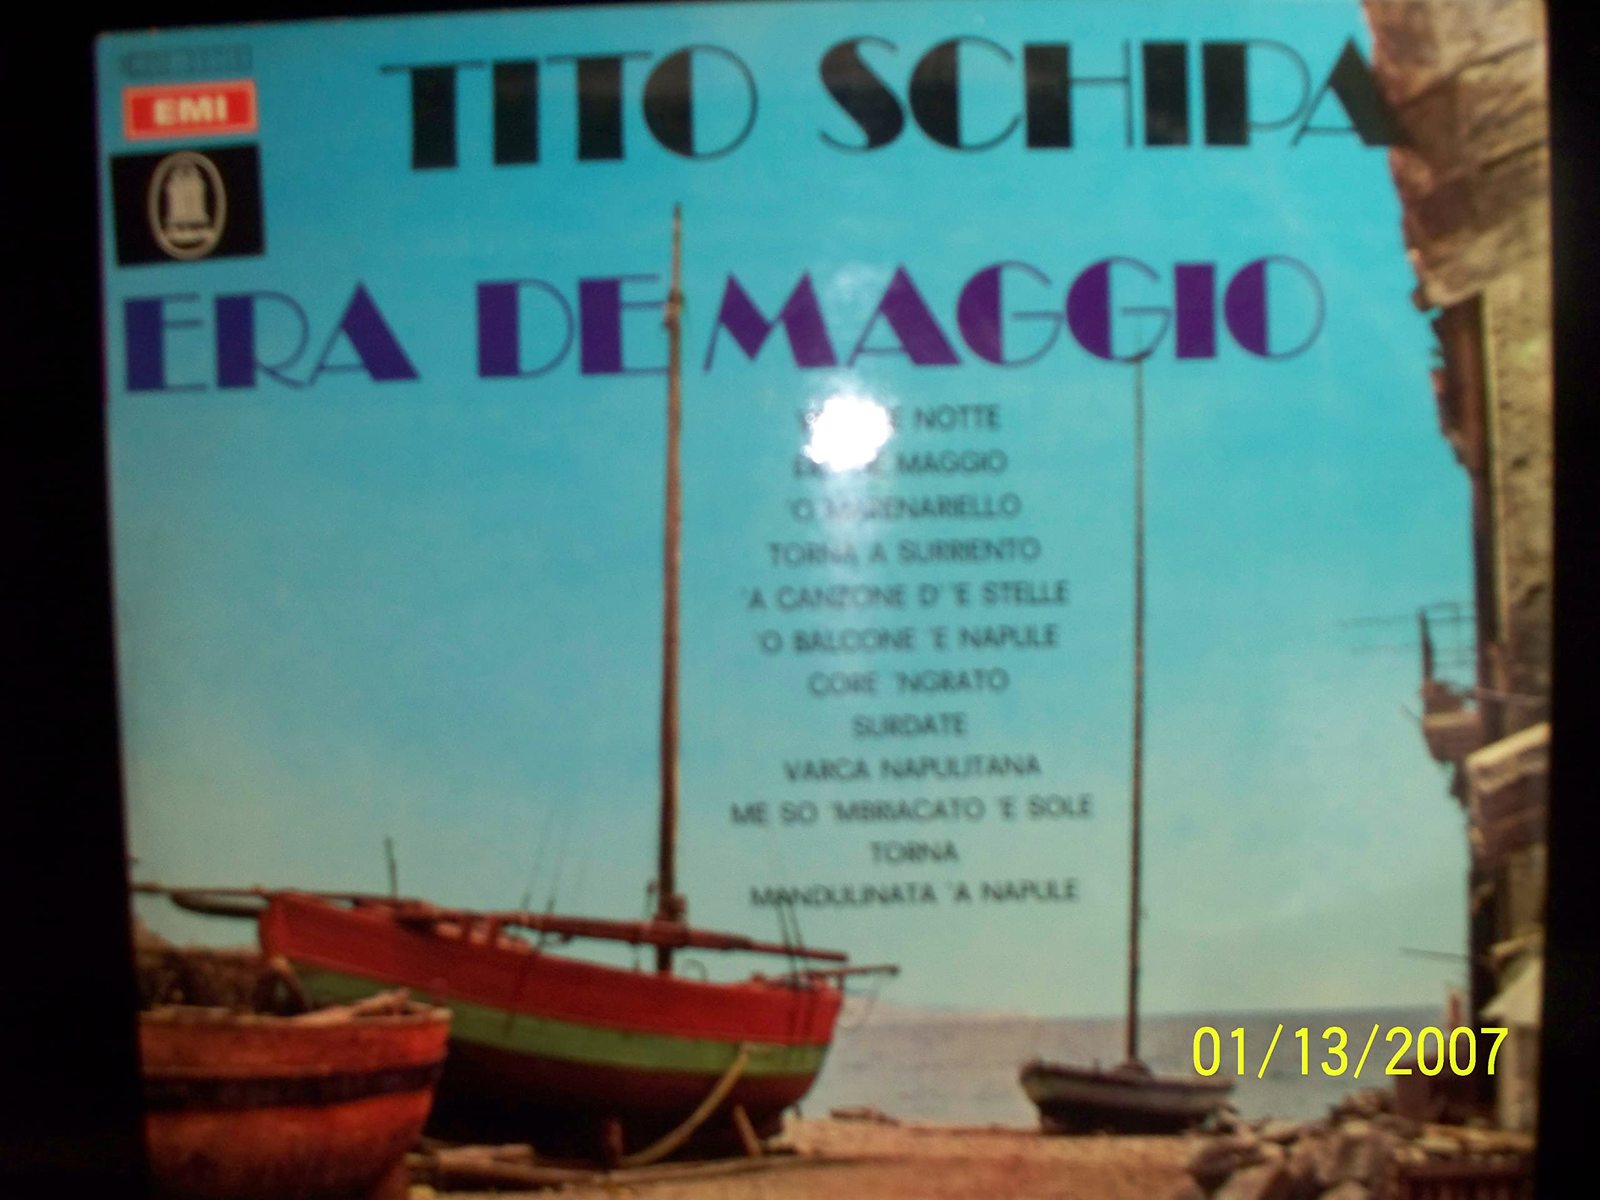 TITO SCHIPA
EMI
ERA DE MAGGIO
NOTTE
MAGGIO
'O MARENARIELLO
TORNA A SURRIENTO
'A CANZONE D' 'E STELLE
'O BALCONE 'E NAPULE
CORE 'NGRATO
SURDATE
VARCA NAPULITANA
ME SO 'MBRIACATO 'E SOLE
TORNA
MANDULINATA 'A NAPULE
01/13/2007